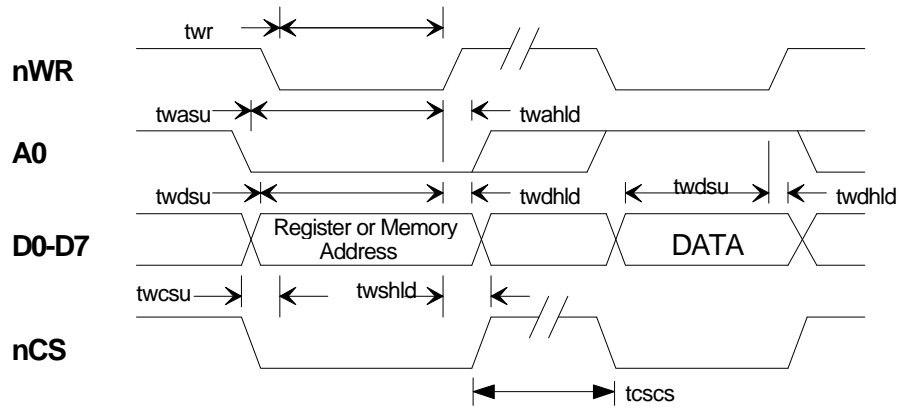 twr
nWR
twasu
twahld
A0
twdsu
twdhld
twdsu
twdhld
D0-D7
Register or Memory
Address
DATA
twcsu
twshld
nCS
tcscs